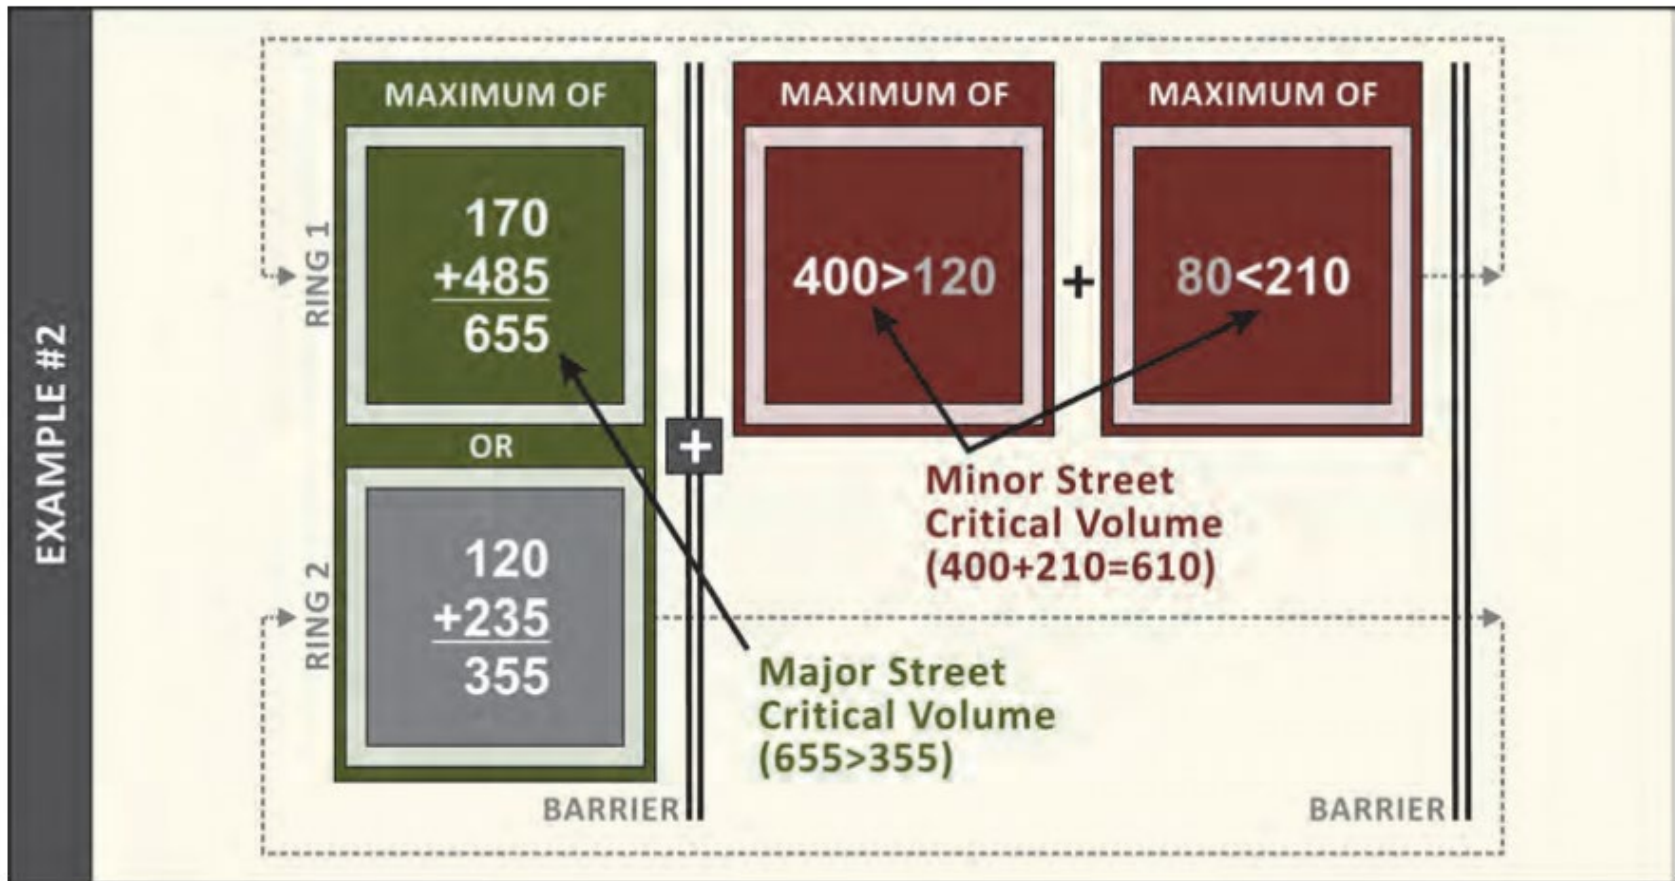 EXAMPLE #2
RING 1
MAXIMUM OF
170
+485
655
OR
RING 2
120
+235
355
+
MAXIMUM OF
400>120
+
MAXIMUM OF
80<210
Minor Street
Critical Volume
(400+210=610)
Major Street
Critical Volume
(655>355)
BARRIER
BARRIER